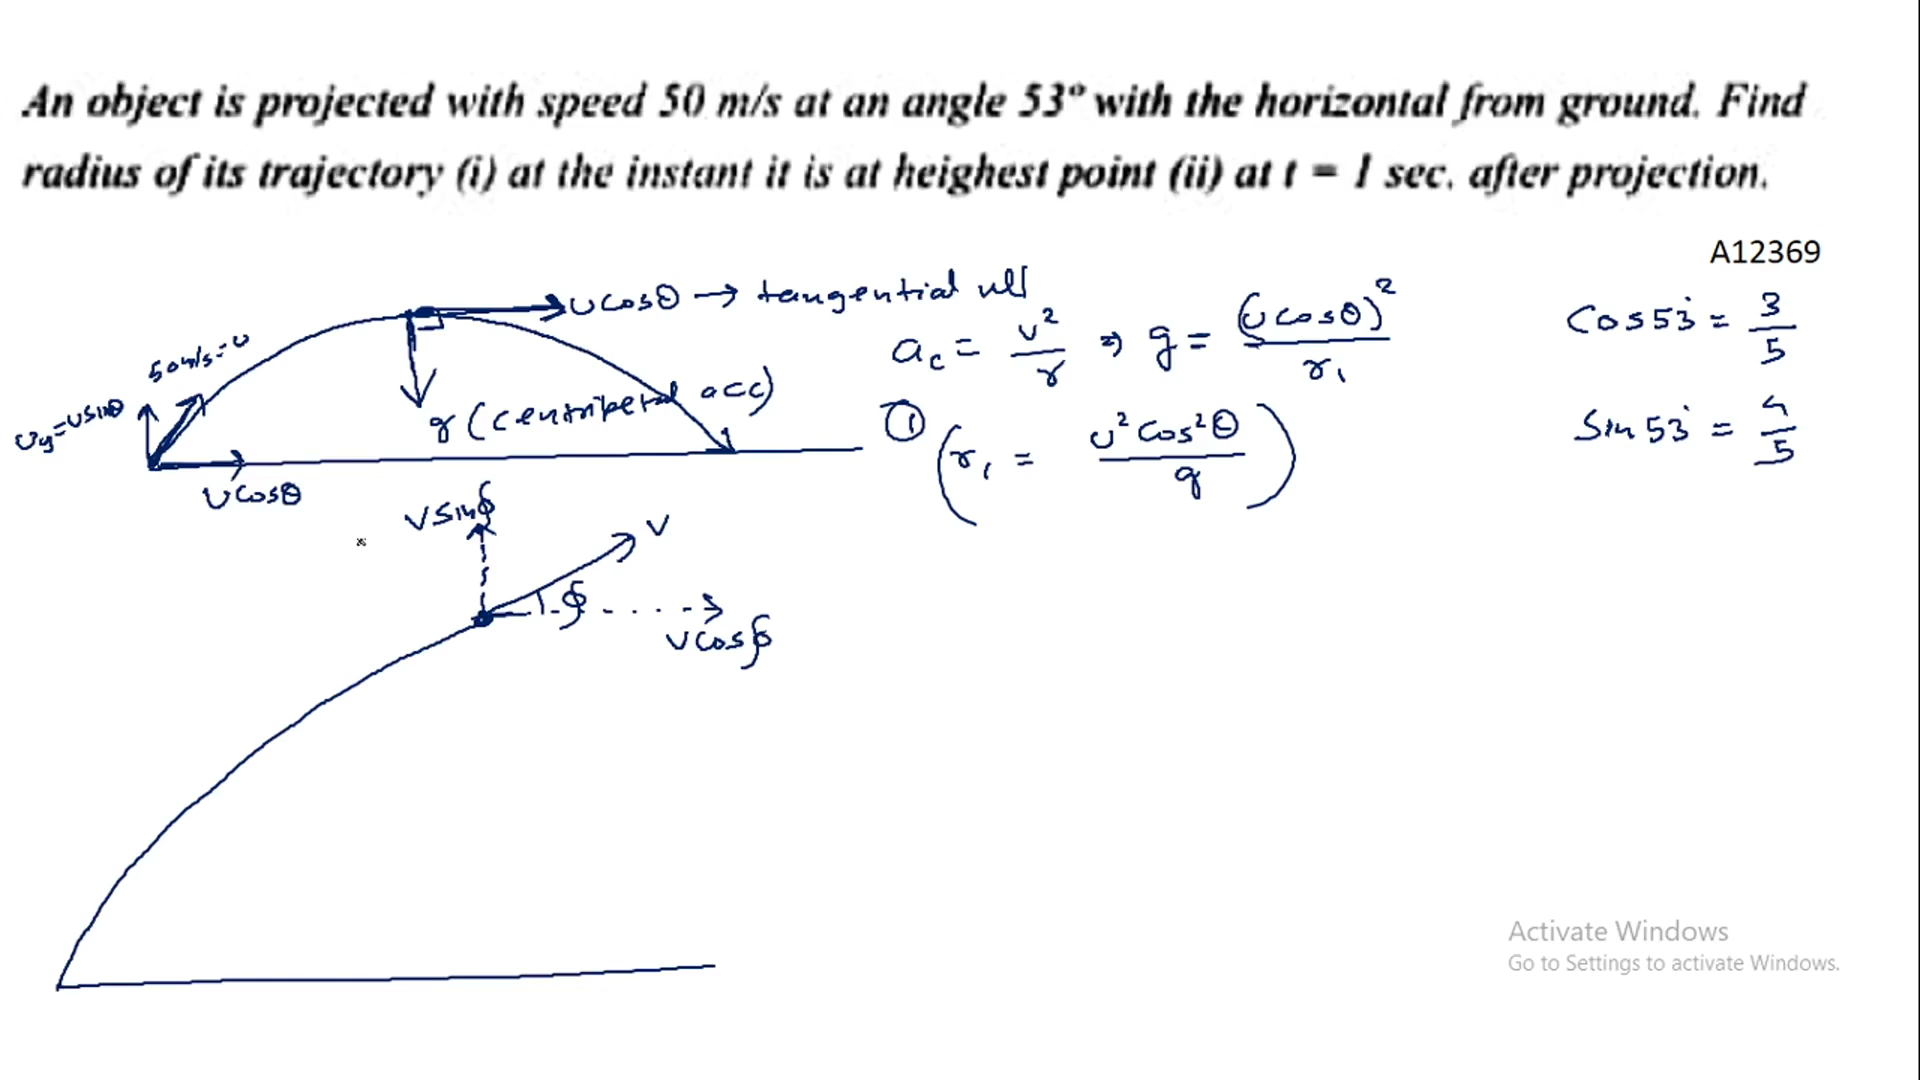 An object is projected with speed 50 m/s at an angle 53° with the horizontal from ground. Find
radius of its trajectory (i) at the instant it is at heighest point (ii) at t = 1 sec. after projection.
A12369
ucosθ → tangential vel
50m/s=u
a_c = v²/r ⇒ g = (ucosθ)²/r₁
Cos53° = 3/5
u_y=usinθ
g (centripetal acc)
① (r₁ = u²cos²θ/g)
Sin53° = 4/5
ucosθ
vsinϕ
v
ϕ
vcosϕ
Activate Windows
Go to Settings to activate Windows.